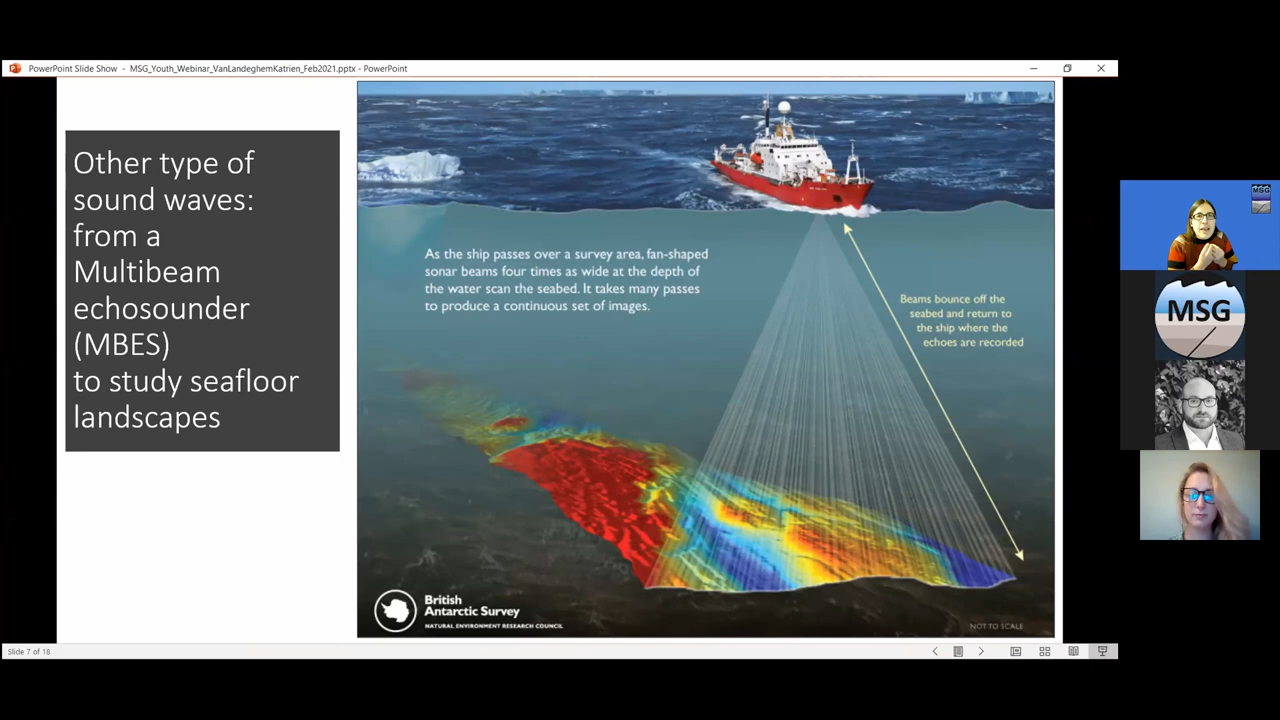 PowerPoint Slide Show - MSG_Youth_Webinar_VanLandeghemKatrien_Feb2021.pptx - PowerPoint
Other type of
sound waves:
from a
Multibeam
echosounder
(MBES)
to study seafloor
landscapes
As the ship passes over a survey area, fan-shaped
sonar beams four times as wide at the depth of
the water scan the seabed. It takes many passes
to produce a continuous set of images.
Beams bounce off the
seabed and return to
the ship where the
echoes are recorded
British
Antarctic Survey
NATURAL ENVIRONMENT RESEARCH COUNCIL
NOT TO SCALE
Slide 7 of 18
MSG
MSG